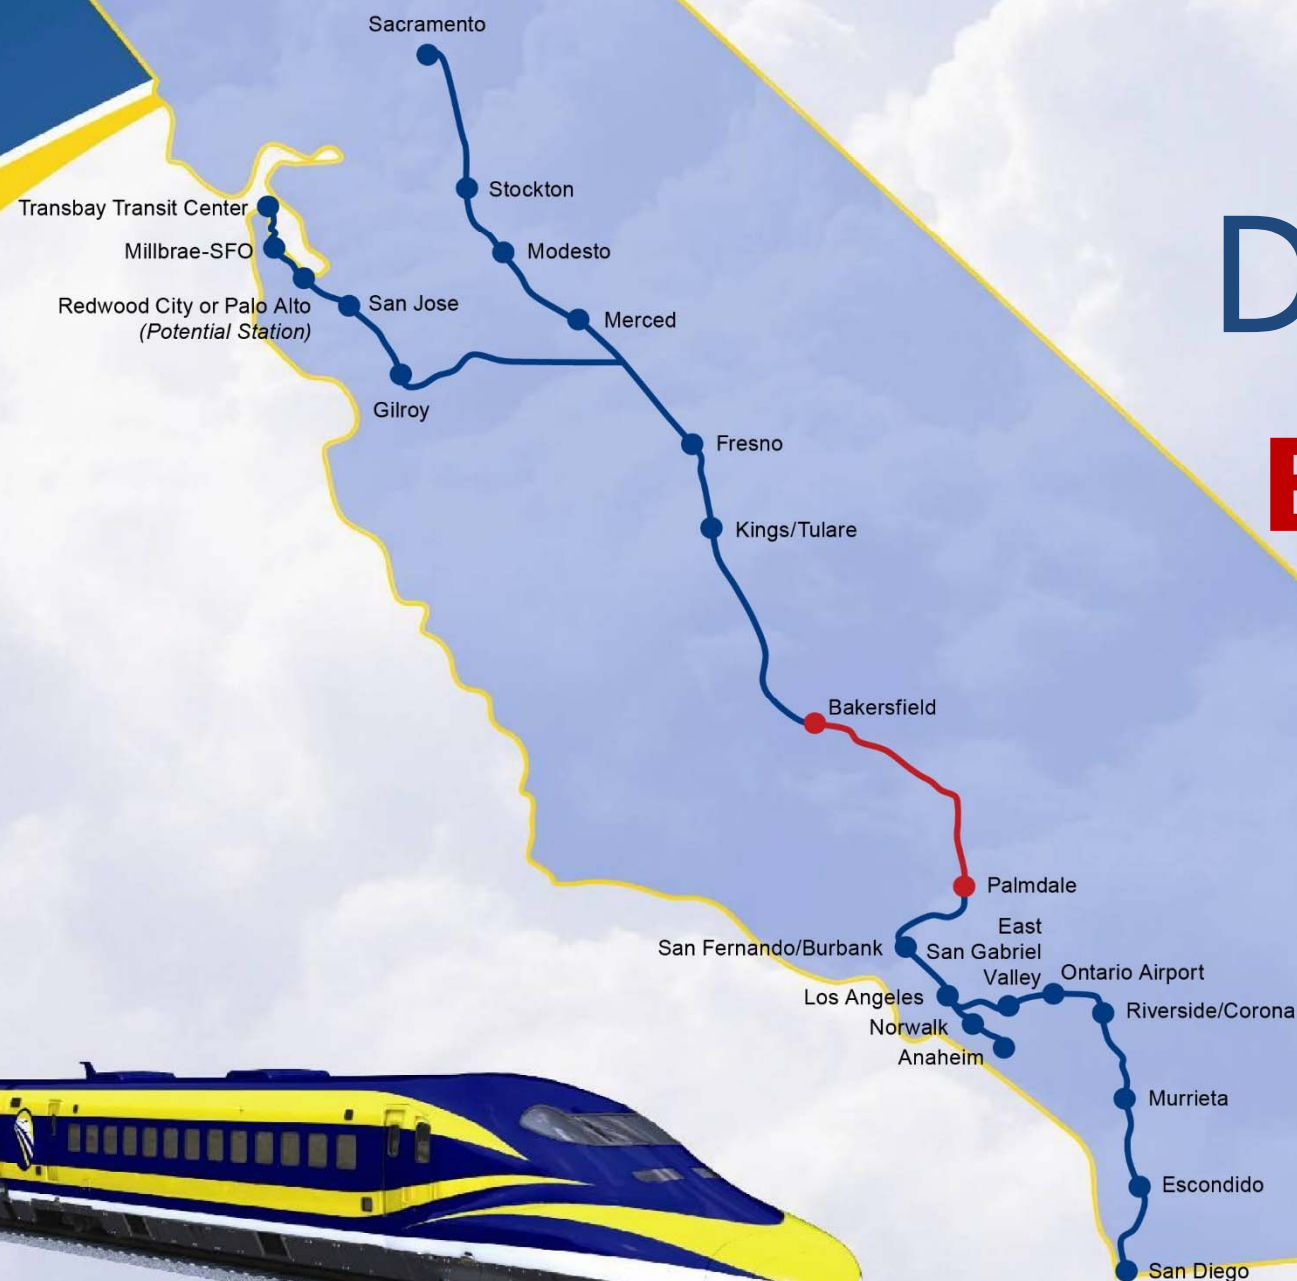 Sacramento
Stockton
Transbay Transit Center
Millbrae-SFO
Modesto
Redwood City or Palo Alto
(Potential Station)
San Jose
Merced
Gilroy
Fresno
Kings/Tulare
Bakersfield
Palmdale
San Fernando/Burbank
East
San Gabriel
Valley
Ontario Airport
Los Angeles
Riverside/Corona
Norwalk
Anaheim
Murrieta
Escondido
San Diego
D